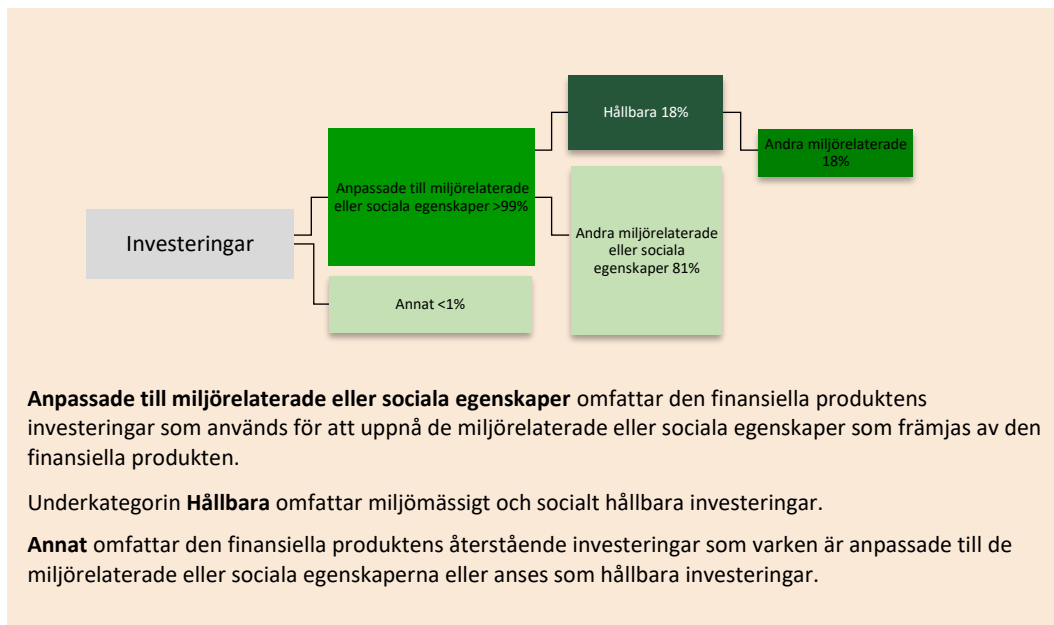 Hållbara 18%
Andra miljörelaterade
18%
Anpassade till miljörelaterade
eller sociala egenskaper >99%
Investeringar
Andra miljörelaterade
eller sociala
egenskaper 81%
Annat <1%
Anpassade till miljörelaterade eller sociala egenskaper omfattar den finansiella produktens
investeringar som används för att uppnå de miljörelaterade eller sociala egenskaper som främjas av den
finansiella produkten.
Underkategorin Hållbara omfattar miljömässigt och socialt hållbara investeringar.
Annat omfattar den finansiella produktens återstående investeringar som varken är anpassade till de
miljörelaterade eller sociala egenskaperna eller anses som hållbara investeringar.